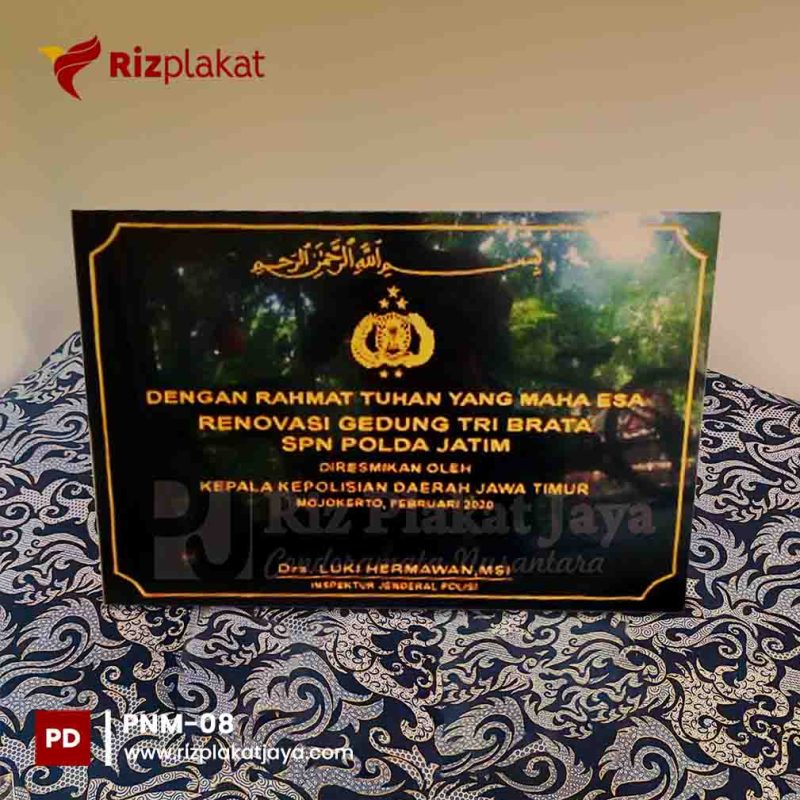 Rizplakat
بسم الله الرحمن الرحيم
DENGAN RAHMAT TUHAN YANG MAHA ESA
RENOVASI GEDUNG TRI BRATA
SPN POLDA JATIM
DIRESMIKAN OLEH
KEPALA KEPOLISIAN DAERAH JAWA TIMUR
MOJOKERTO, FEBRUARI 2020
Riz Plakat Jaya
Cenderamata Nusantara
Drs. LUKI HERMAWAN,MSI
INSPEKTUR JENDERAL POLISI
PD
PNM-08
www.rizplakatjaya.com